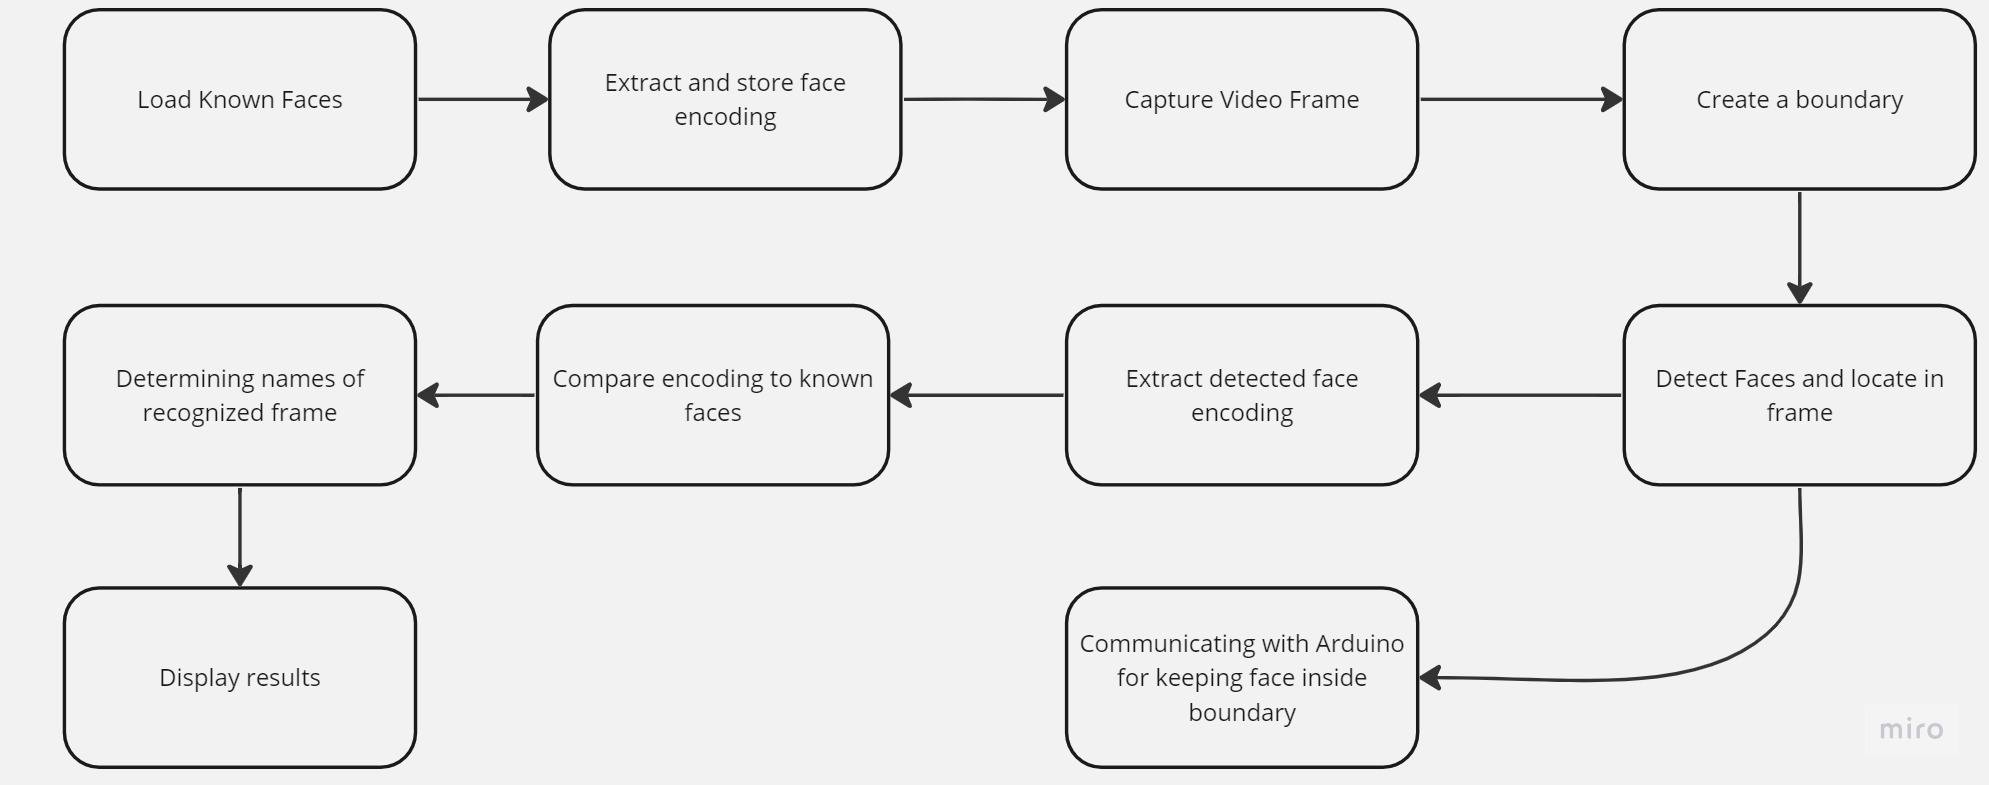 Load Known Faces
Extract and store face
encoding
Capture Video Frame
Create a boundary
Determining names of
recognized frame
Compare encoding to known
faces
Extract detected face
encoding
Detect Faces and locate in
frame
Display results
Communicating with Arduino
for keeping face inside
boundary
miro